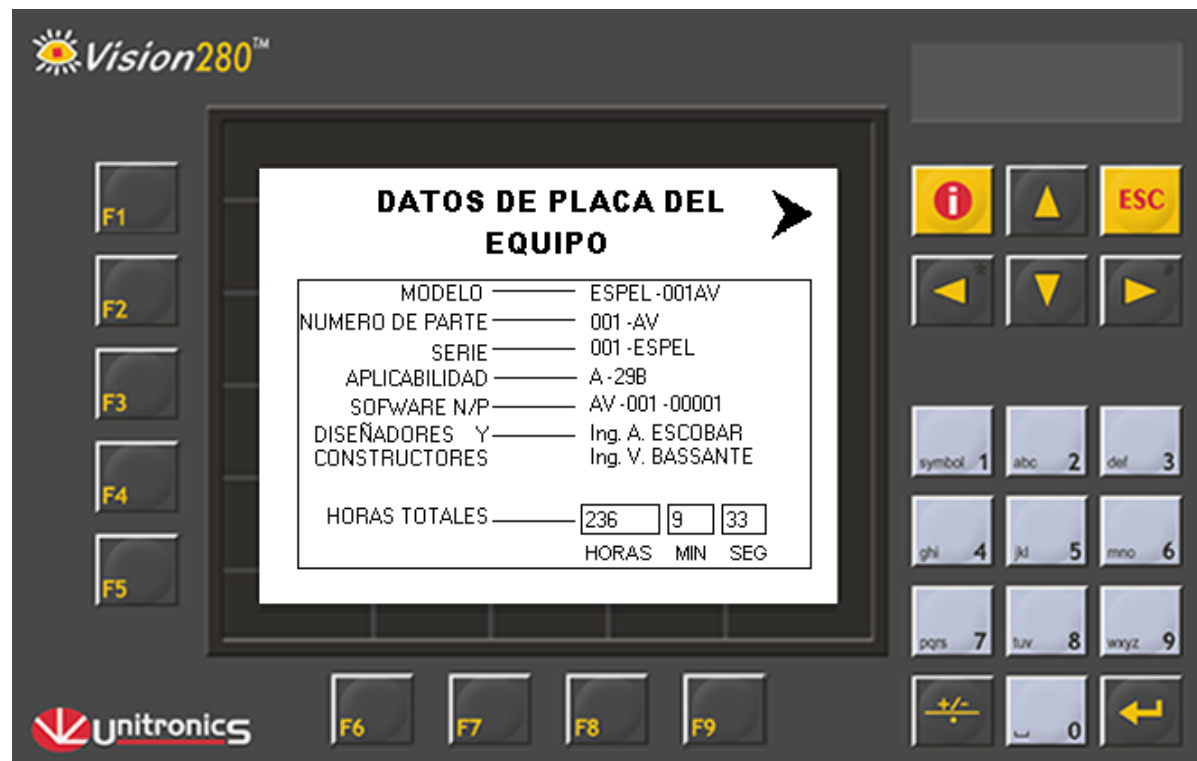 Vision280™
DATOS DE PLACA DEL
EQUIPO
MODELO ESPEL-001AV
NUMERO DE PARTE 001-AV
SERIE 001-ESPEL
APLICABILIDAD A-29B
SOFWARE N/P AV-001-00001
DISEÑADORES Y Ing. A. ESCOBAR
CONSTRUCTORES Ing. V. BASSANTE
HORAS TOTALES 236 9 33
HORAS MIN SEG
F1
F2
F3
F4
F5
F6 F7 F8 F9
i ESC
* #
symbol 1 abc 2 def 3
ghi 4 jkl 5 mno 6
pqrs 7 tuv 8 wxyz 9
+/- . 0
unitronics